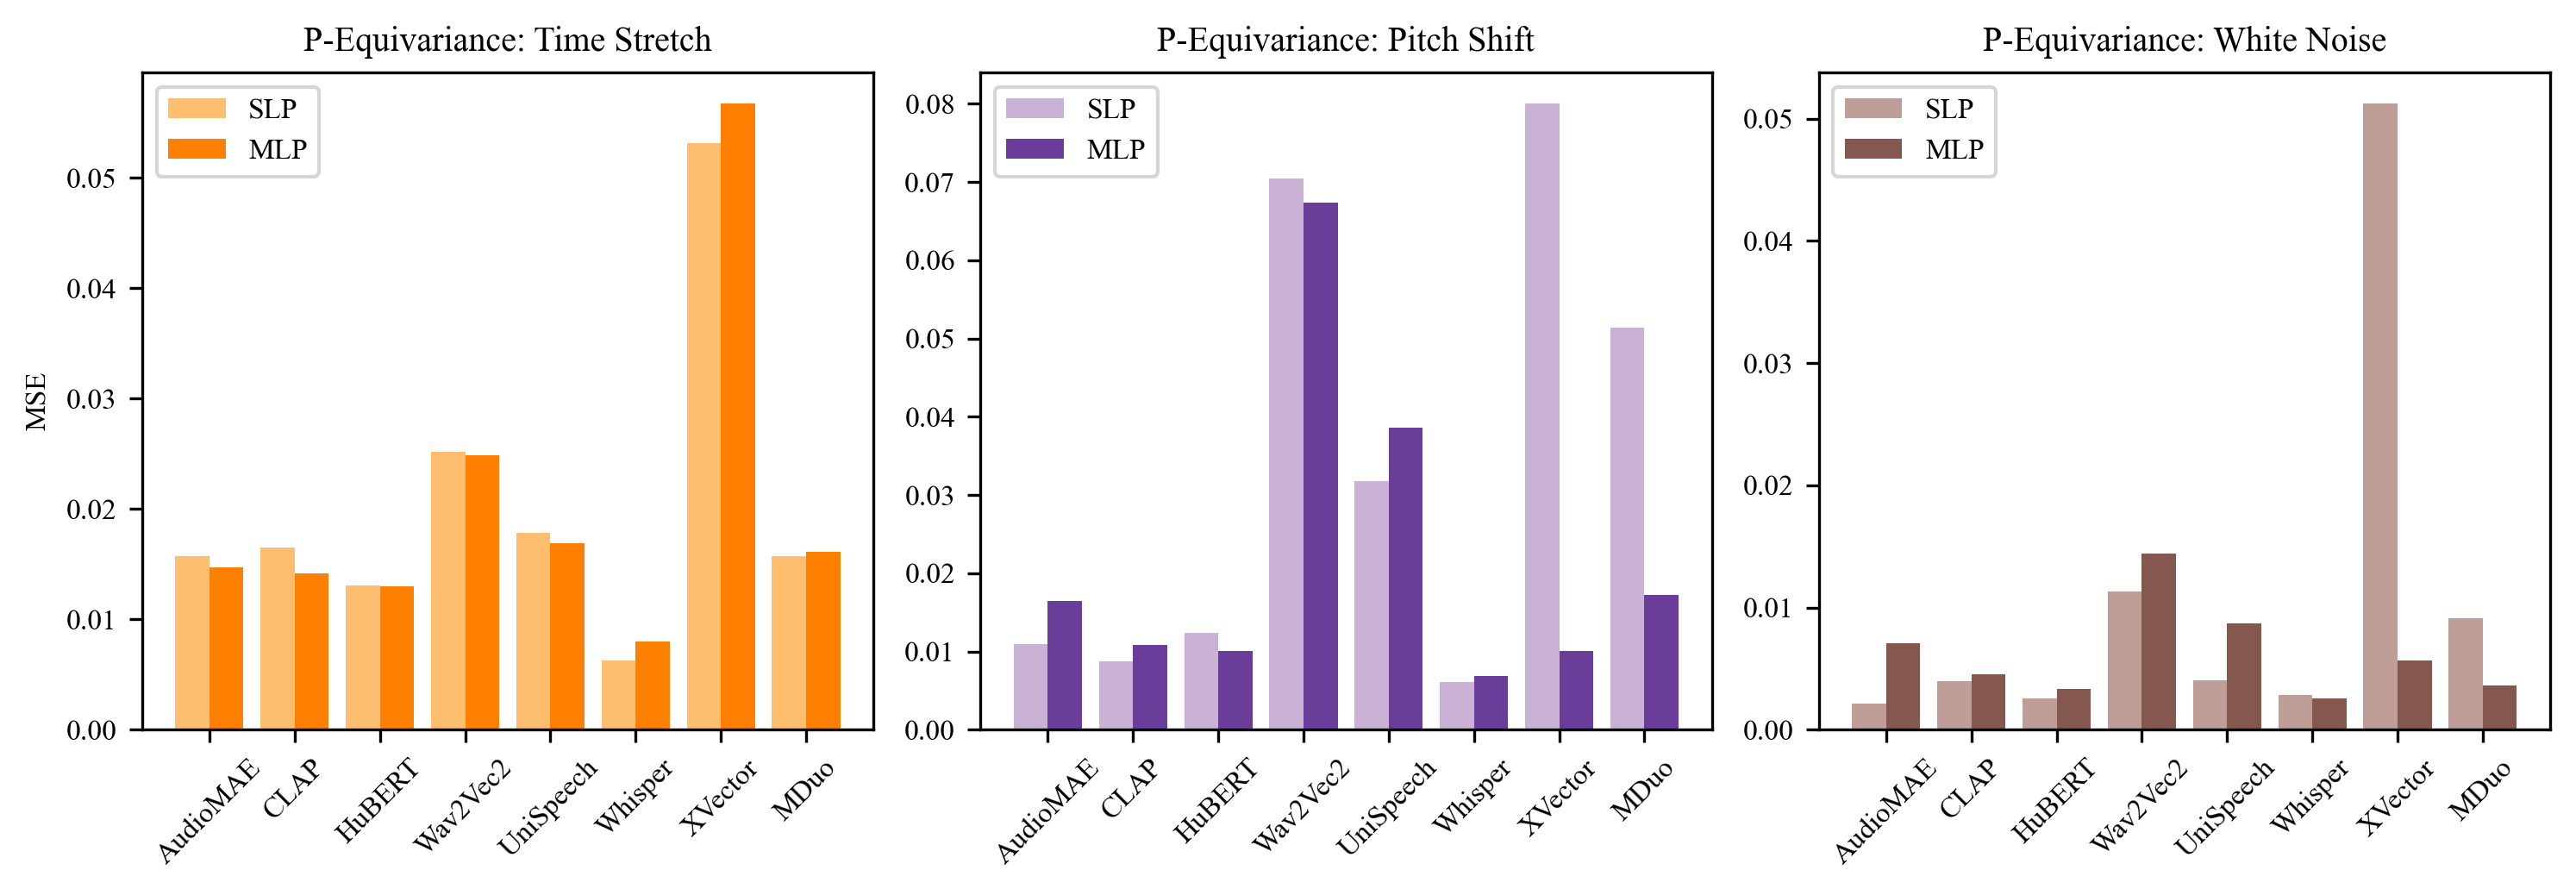 P-Equivariance: Time Stretch
SLP
MLP
MSE
0.05
0.04
0.03
0.02
0.01
0.00
AudioMAE
CLAP
HuBERT
Wav2Vec2
UniSpeech
Whisper
XVector
MDuo
P-Equivariance: Pitch Shift
SLP
MLP
0.08
0.07
0.06
0.05
0.04
0.03
0.02
0.01
0.00
AudioMAE
CLAP
HuBERT
Wav2Vec2
UniSpeech
Whisper
XVector
MDuo
P-Equivariance: White Noise
SLP
MLP
0.05
0.04
0.03
0.02
0.01
0.00
AudioMAE
CLAP
HuBERT
Wav2Vec2
UniSpeech
Whisper
XVector
MDuo